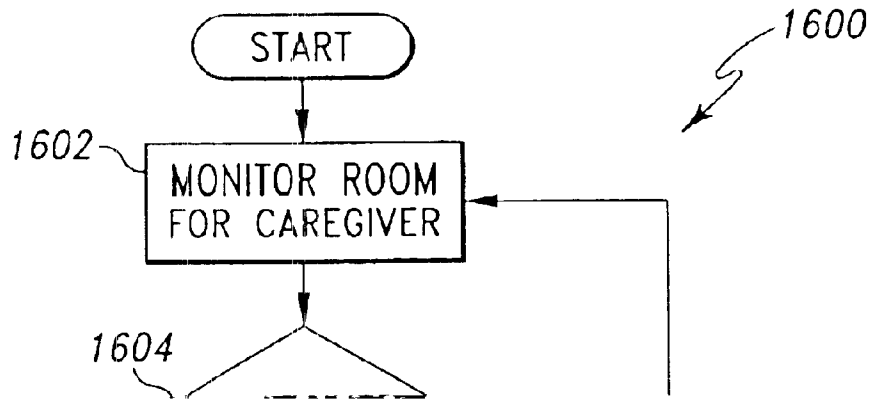 START
1600
1602
MONITOR ROOM
FOR CAREGIVER
1604